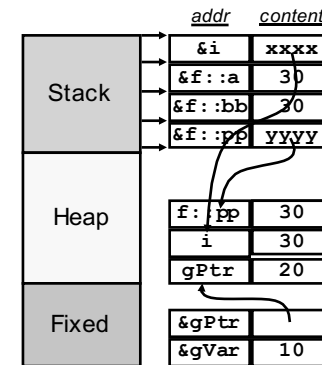 addr content
&i xxxx
&f::a 30
Stack
&f::bb 30
&f::pp yyyy
f::pp 30
Heap
i 30
gPtr 20
Fixed
&gPtr
&gVar 10